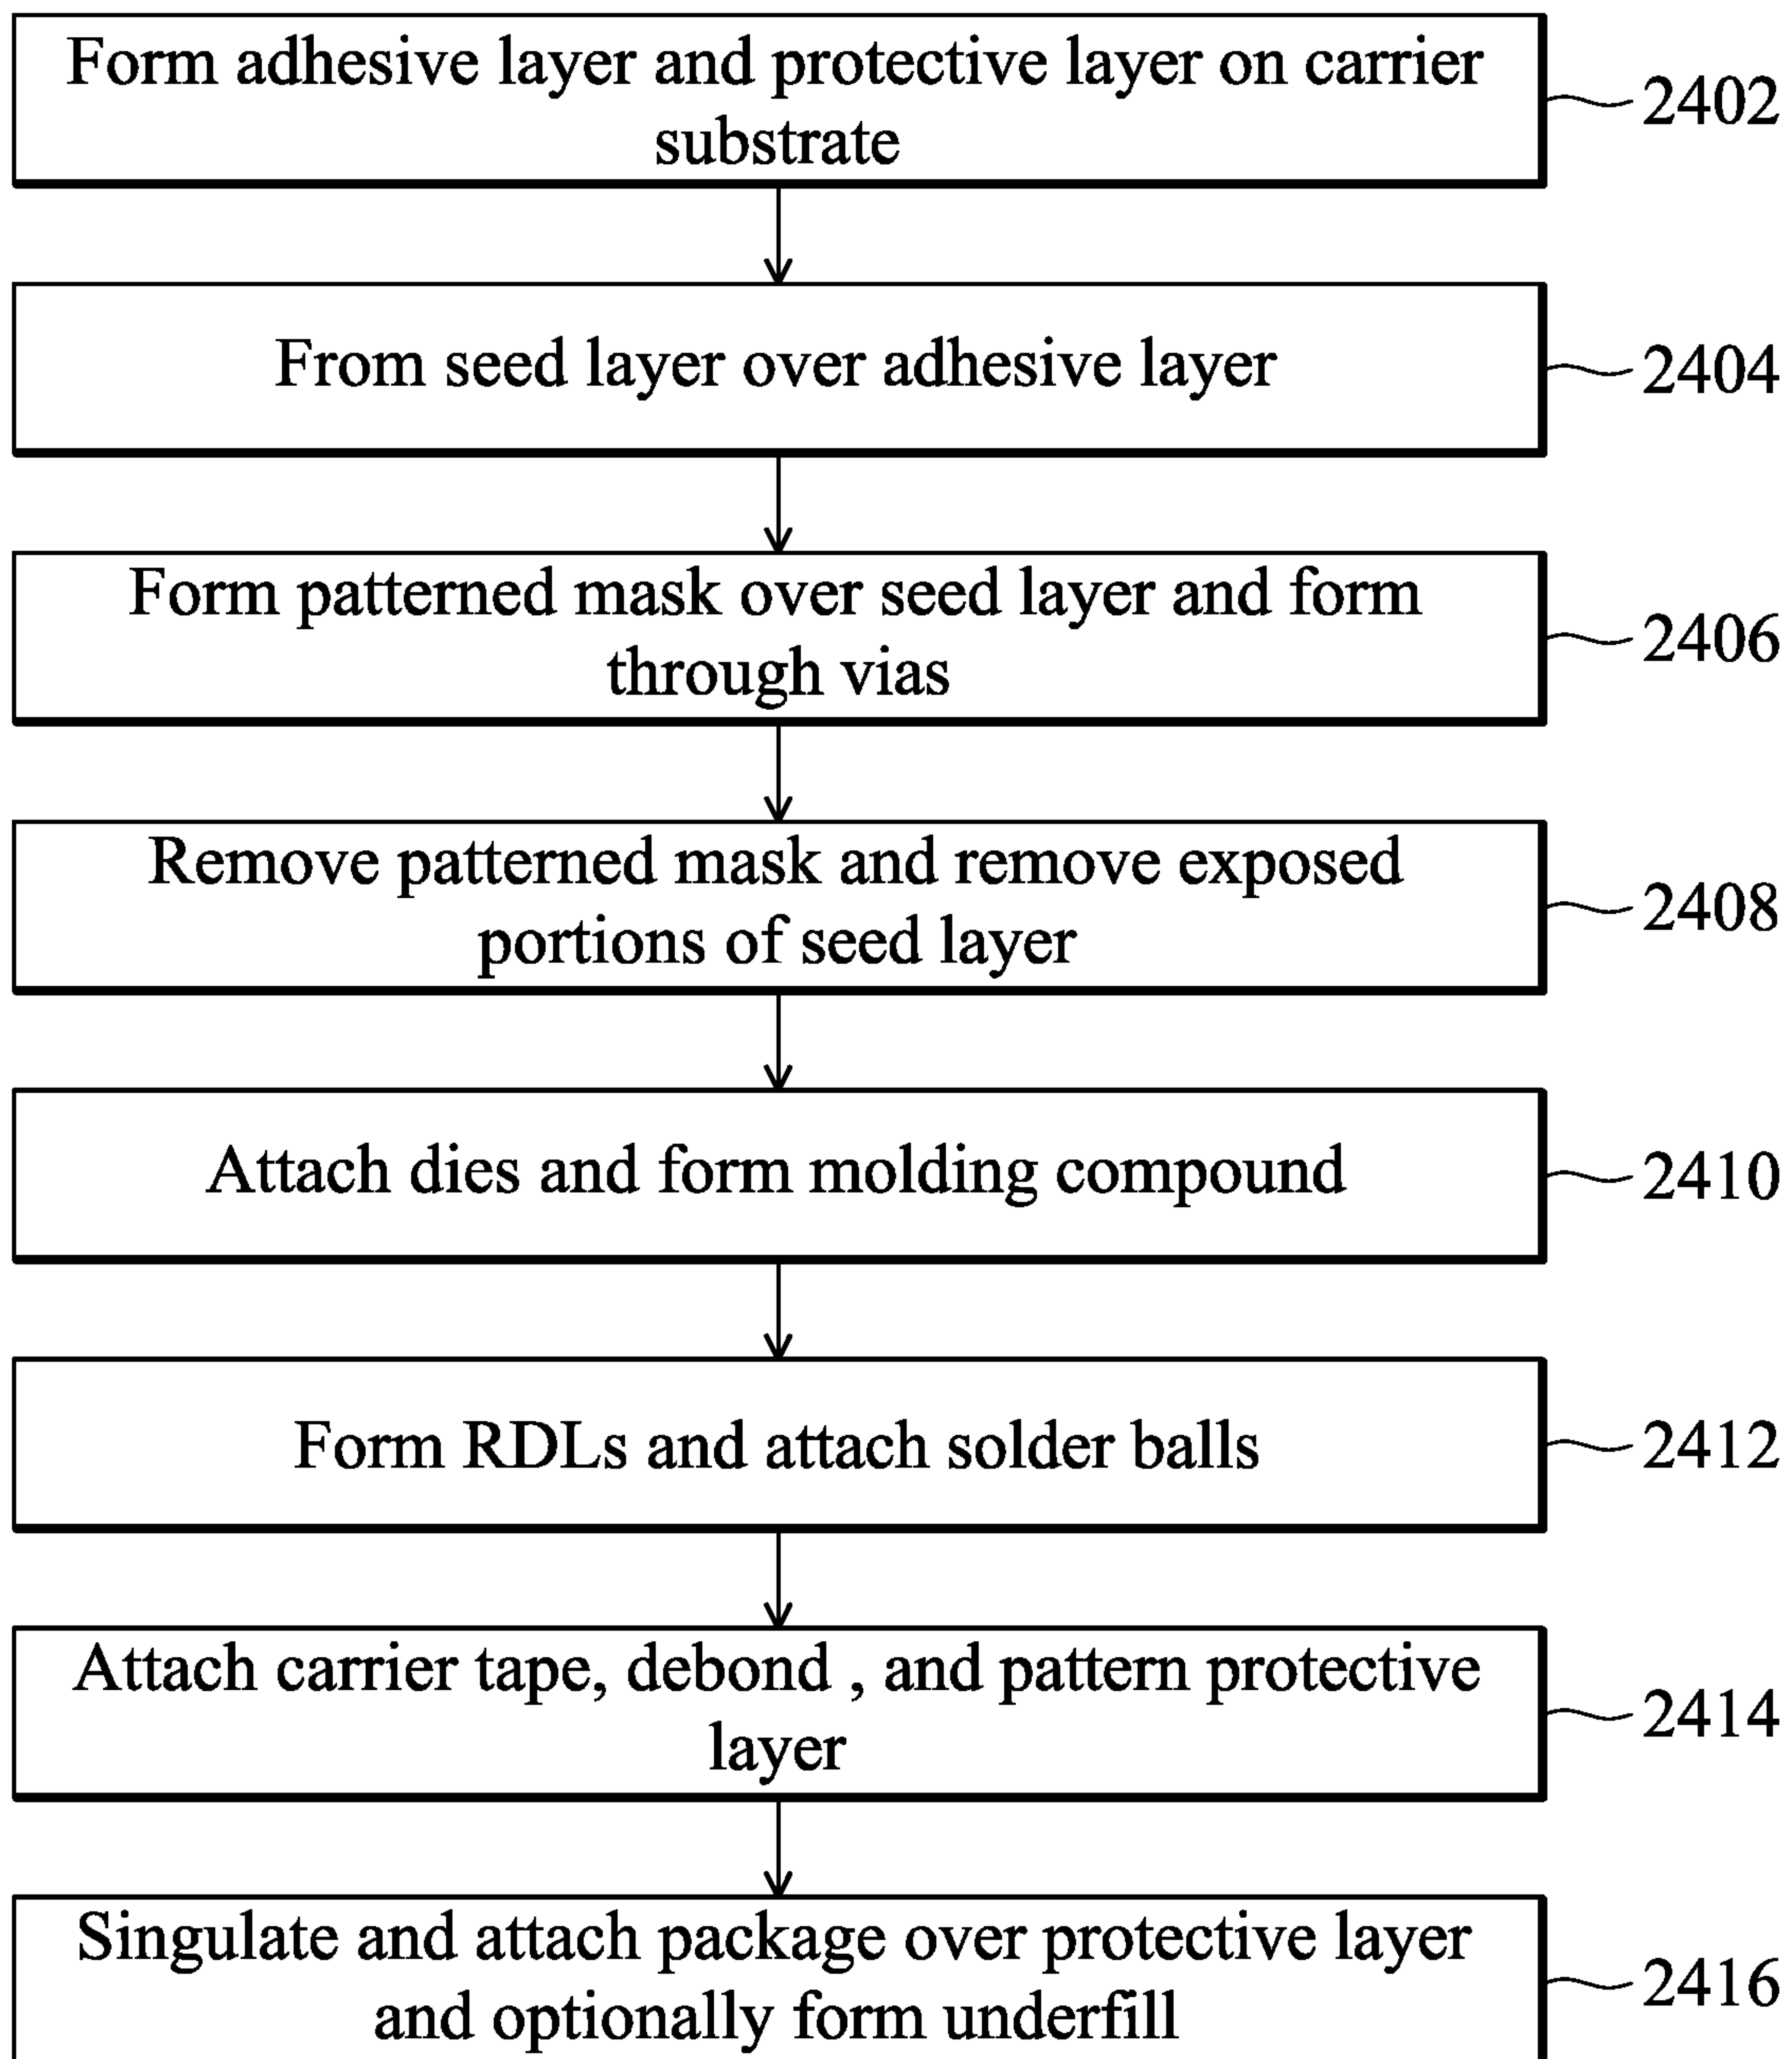 Form adhesive layer and protective layer on carrier
substrate
2402
From seed layer over adhesive layer
2404
Form patterned mask over seed layer and form
through vias
2406
Remove patterned mask and remove exposed
portions of seed layer
2408
Attach dies and form molding compound
2410
Form RDLs and attach solder balls
2412
Attach carrier tape, debond , and pattern protective
layer
2414
Singulate and attach package over protective layer
and optionally form underfill
2416